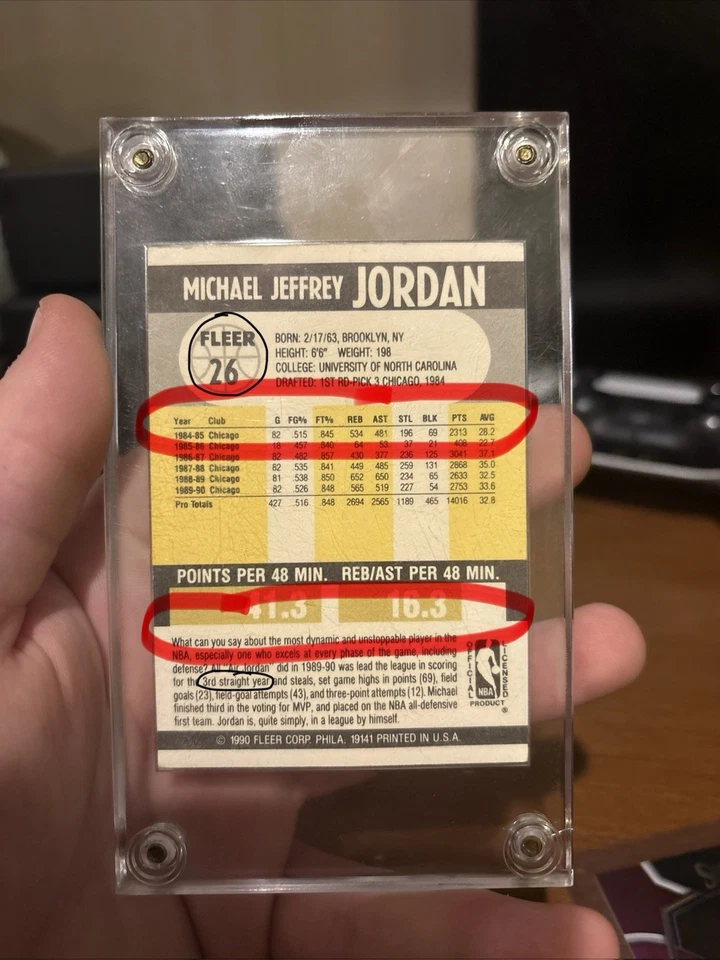 MICHAEL JEFFREY JORDAN
FLEER
26
BORN: 2/17/63, BROOKLYN, NY
HEIGHT: 6'6" WEIGHT: 198
COLLEGE: UNIVERSITY OF NORTH CAROLINA
DRAFTED: 1ST RD-PICK 3 CHICAGO, 1984
Year Club G FG% FT% REB AST STL BLK PTS AVG
1984-85 Chicago 82 .515 .845 534 481 196 69 2313 28.2
1985-86 Chicago 18 .457 .840 64 53 37 21 408 22.7
1986-87 Chicago 82 .482 .857 430 377 236 125 3041 37.1
1987-88 Chicago 82 .535 .841 449 485 259 131 2868 35.0
1988-89 Chicago 81 .538 .850 652 650 234 65 2633 32.5
1989-90 Chicago 82 .526 .848 565 519 227 54 2753 33.6
Pro Totals 427 .516 .848 2694 2565 1189 465 14016 32.8
POINTS PER 48 MIN. REB/AST PER 48 MIN.
41.3 16.3
What can you say about the most dynamic and unstoppable player in the
NBA, especially one who excels at every phase of the game, including
defense? All "Air Jordan" did in 1989-90 was lead the league in scoring
for the 3rd straight year and steals, set game highs in points (69), field
goals (23), field-goal attempts (43), and three-point attempts (12). Michael
finished third in the voting for MVP, and placed on the NBA all-defensive
first team. Jordan is, quite simply, in a league by himself.
OFFICIAL
NBA
LICENSED
PRODUCT
®
© 1990 FLEER CORP. PHILA. 19141 PRINTED IN U.S.A.